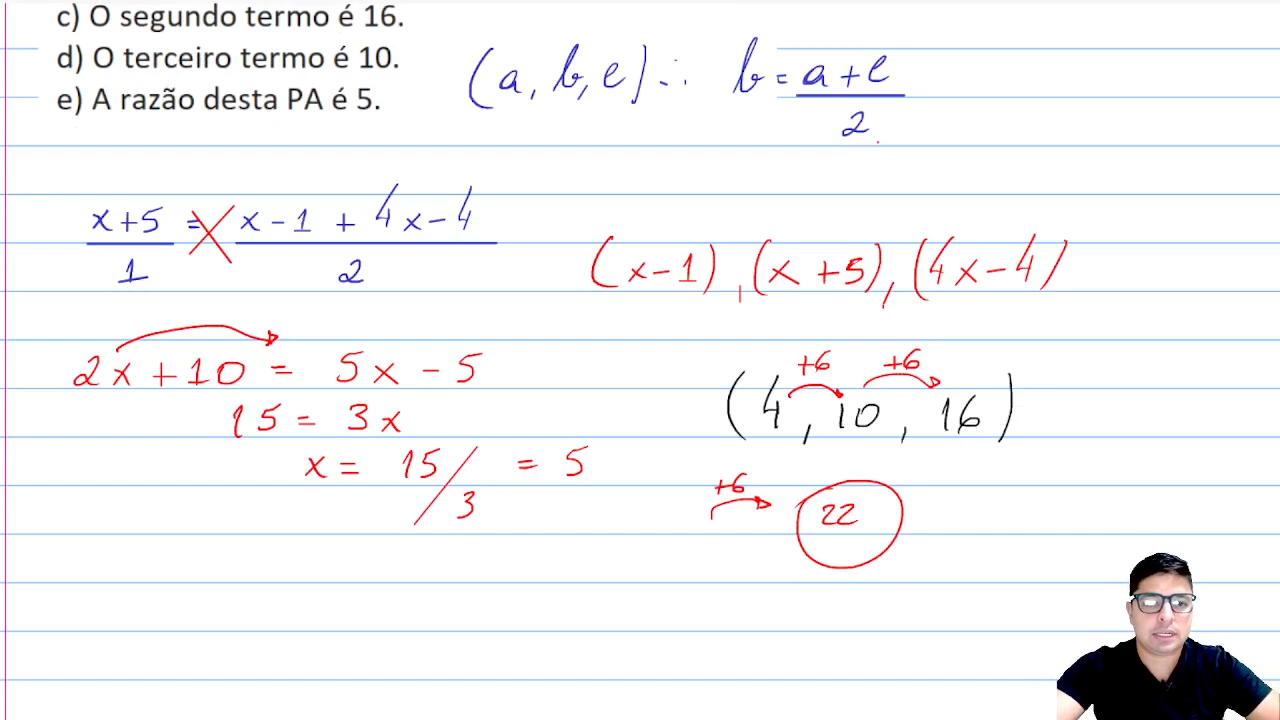 c) O segundo termo é 16.
d) O terceiro termo é 10.
e) A razão desta PA é 5.
(a, b, c) ∴ b = a+c / 2
x+5 / 1 = x-1 + 4x-4 / 2
(x-1), (x+5), (4x-4)
2x+10 = 5x-5
15 = 3x
x = 15/3 = 5
+6 +6
(4, 10, 16)
+6
22